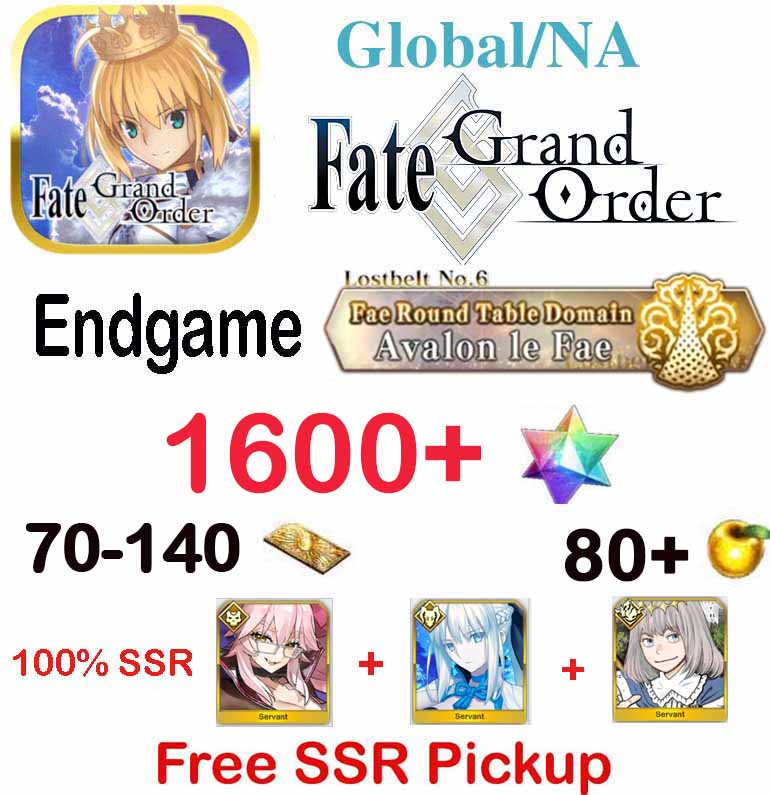 Global/NA
Fate Grand Order
Fate Grand Order
Lostbelt No.6
Endgame
Fae Round Table Domain
Avalon le Fae
1600+
70-140
80+
100% SSR + +
Servant Servant Servant
Free SSR Pickup